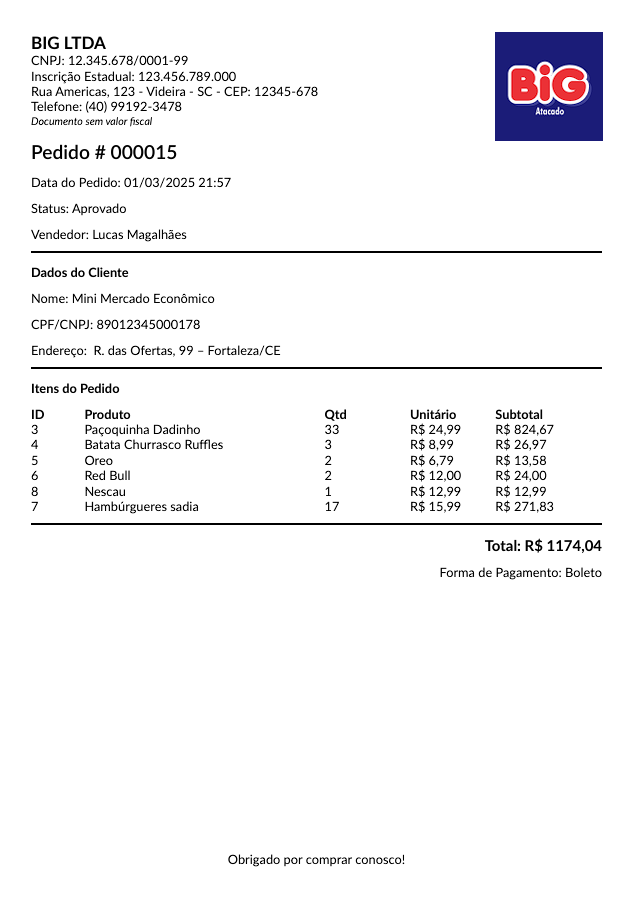 BIG LTDA
CNPJ: 12.345.678/0001-99
Inscrição Estadual: 123.456.789.000
Rua Americas, 123 - Videira - SC - CEP: 12345-678
Telefone: (40) 99192-3478
Documento sem valor fiscal
BiG
Atacado
Pedido # 000015
Data do Pedido: 01/03/2025 21:57
Status: Aprovado
Vendedor: Lucas Magalhães
Dados do Cliente
Nome: Mini Mercado Econômico
CPF/CNPJ: 89012345000178
Endereço:  R. das Ofertas, 99 – Fortaleza/CE
Itens do Pedido
ID Produto Qtd Unitário Subtotal
3 Paçoquinha Dadinho 33 R$ 24,99 R$ 824,67
4 Batata Churrasco Ruffles 3 R$ 8,99 R$ 26,97
5 Oreo 2 R$ 6,79 R$ 13,58
6 Red Bull 2 R$ 12,00 R$ 24,00
8 Nescau 1 R$ 12,99 R$ 12,99
7 Hambúrgueres sadia 17 R$ 15,99 R$ 271,83
Total: R$ 1174,04
Forma de Pagamento: Boleto
Obrigado por comprar conosco!